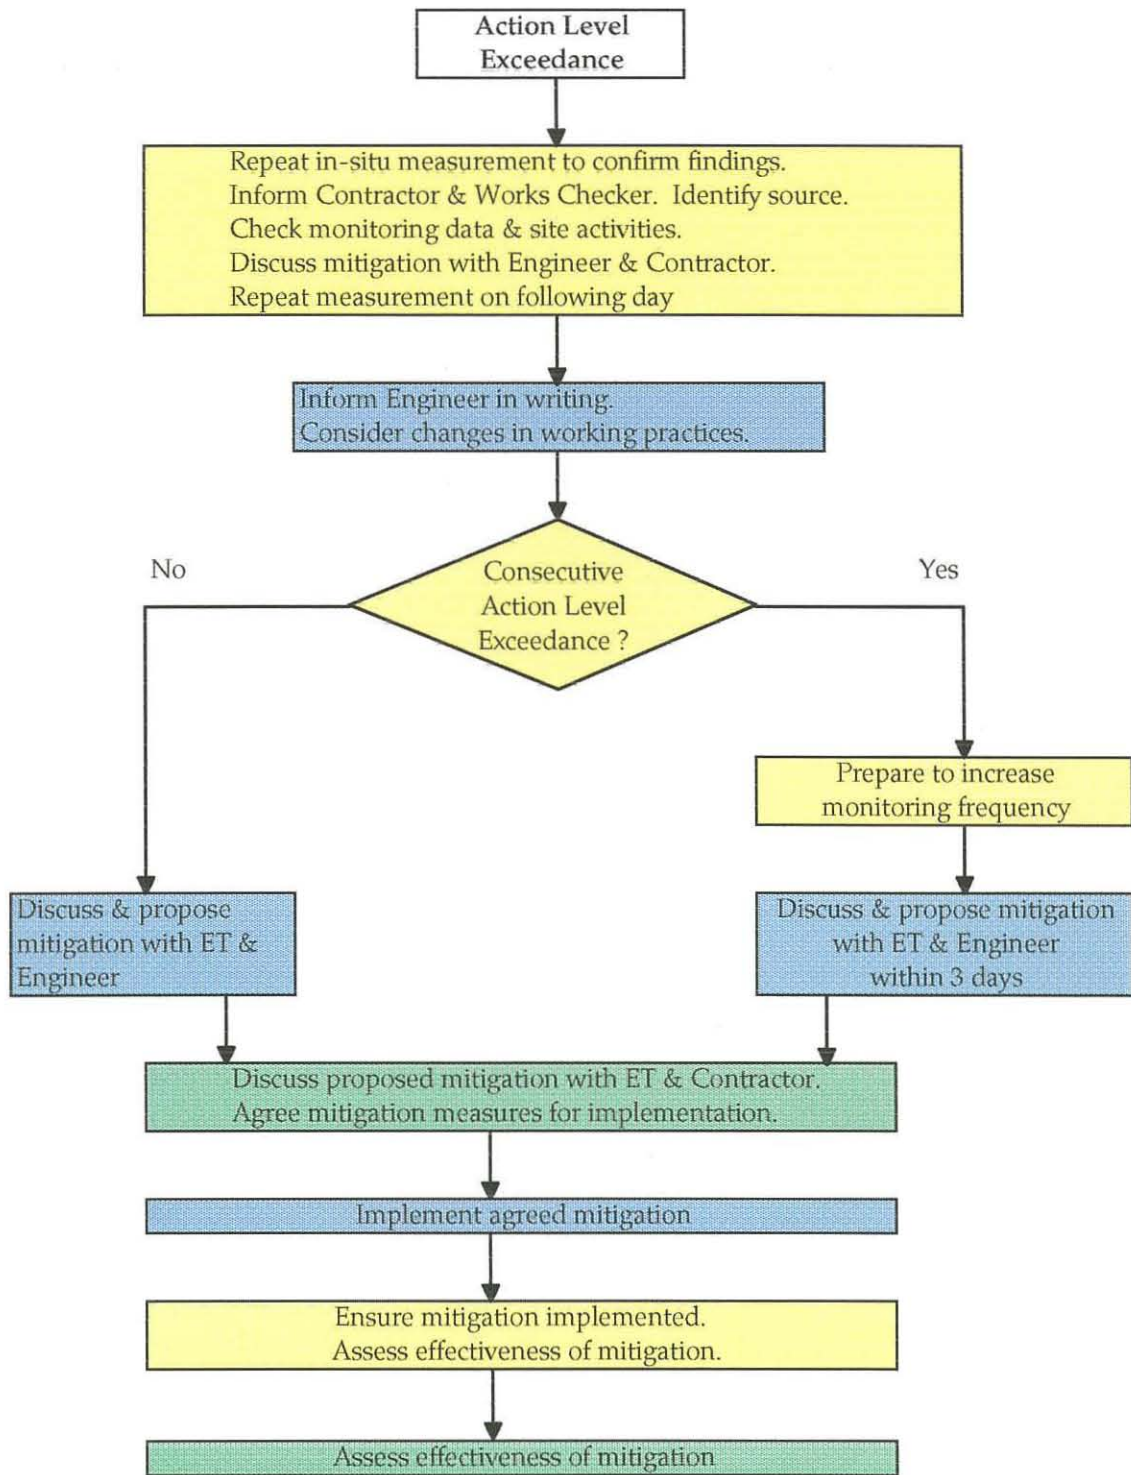 Action Level
Exceedance
Repeat in-situ measurement to confirm findings.
Inform Contractor & Works Checker. Identify source.
Check monitoring data & site activities.
Discuss mitigation with Engineer & Contractor.
Repeat measurement on following day
Inform Engineer in writing.
Consider changes in working practices.
No
Yes
Consecutive
Action Level
Exceedance ?
Prepare to increase
monitoring frequency
Discuss & propose
mitigation with ET &
Engineer
Discuss & propose mitigation
with ET & Engineer
within 3 days
Discuss proposed mitigation with ET & Contractor.
Agree mitigation measures for implementation.
Implement agreed mitigation
Ensure mitigation implemented.
Assess effectiveness of mitigation.
Assess effectiveness of mitigation